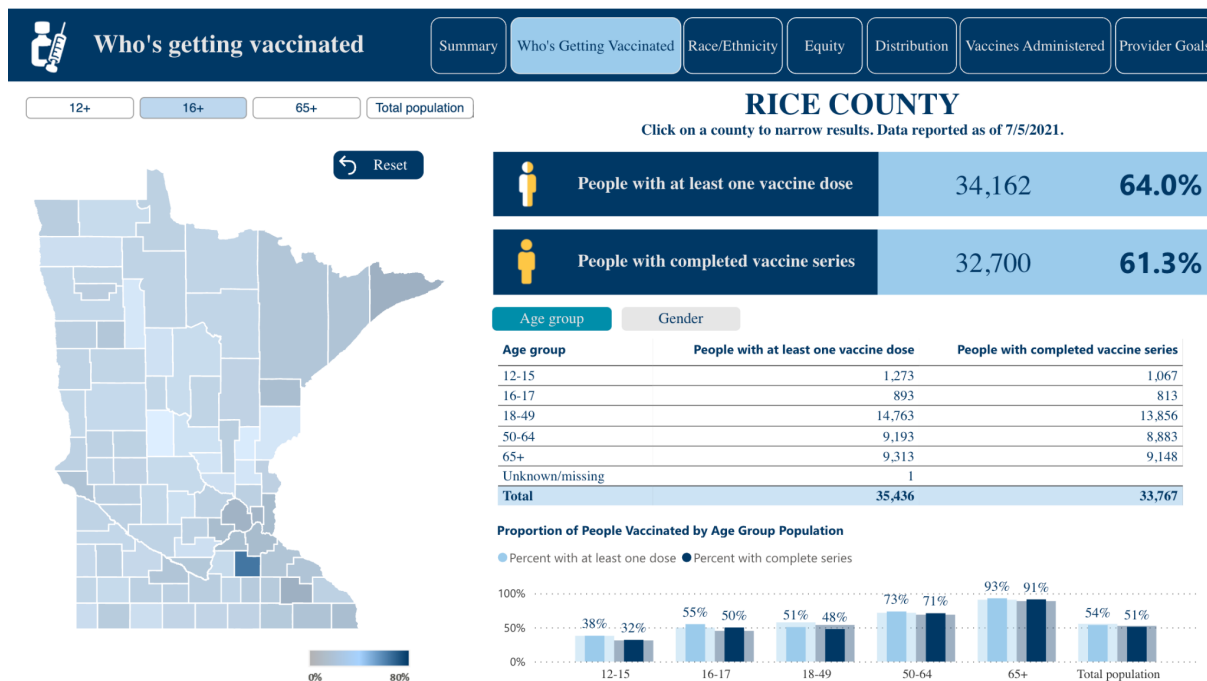 Who's getting vaccinated
Summary
Who's Getting Vaccinated
Race/Ethnicity
Equity
Distribution
Vaccines Administered
Provider Goals
12+ 16+ 65+ Total population
RICE COUNTY
Click on a county to narrow results. Data reported as of 7/5/2021.
Reset
People with at least one vaccine dose 34,162 64.0%
People with completed vaccine series 32,700 61.3%
Age group Gender
Age group People with at least one vaccine dose People with completed vaccine series
12-15 1,273 1,067
16-17 893 813
18-49 14,763 13,856
50-64 9,193 8,883
65+ 9,313 9,148
Unknown/missing 1
Total 35,436 33,767
Proportion of People Vaccinated by Age Group Population
Percent with at least one dose Percent with complete series
100%
50%
0%
38% 32% 55% 50% 51% 48% 73% 71% 93% 91% 54% 51%
12-15 16-17 18-49 50-64 65+ Total population
0% 80%